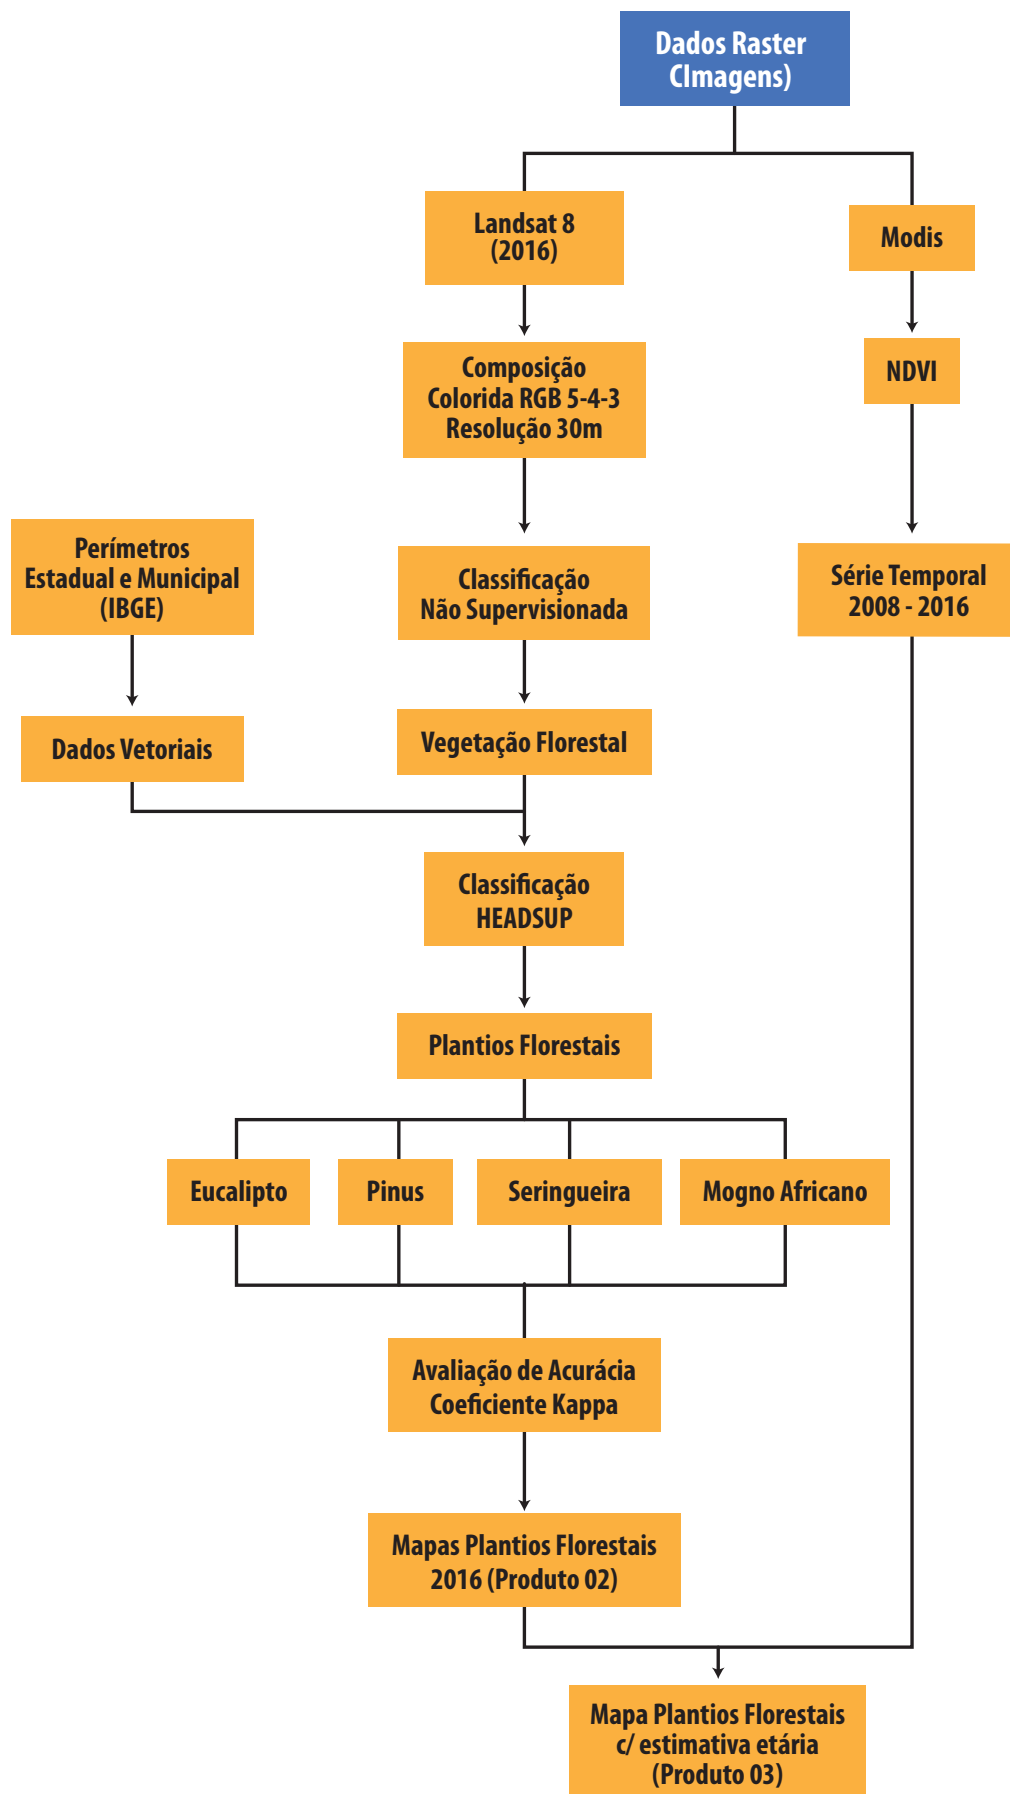 Dados Raster
CImagens)
Landsat 8
(2016)
Modis
Composição
Colorida RGB 5-4-3
Resolução 30m
NDVI
Perímetros
Estadual e Municipal
(IBGE)
Classificação
Não Supervisionada
Série Temporal
2008 - 2016
Dados Vetoriais
Vegetação Florestal
Classificação
HEADSUP
Plantios Florestais
Eucalipto
Pinus
Seringueira
Mogno Africano
Avaliação de Acurácia
Coeficiente Kappa
Mapas Plantios Florestais
2016 (Produto 02)
Mapa Plantios Florestais
c/ estimativa etária
(Produto 03)